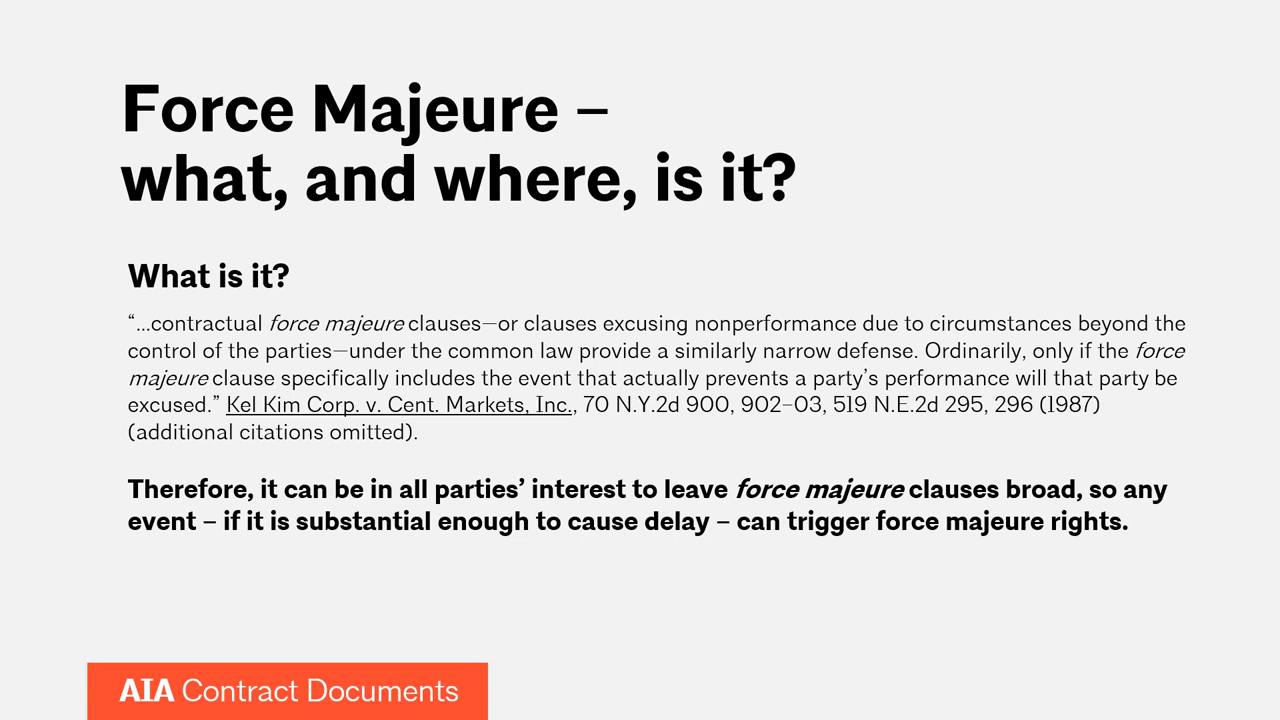 Force Majeure –
what, and where, is it?
What is it?
“…contractual force majeure clauses—or clauses excusing nonperformance due to circumstances beyond the
control of the parties—under the common law provide a similarly narrow defense. Ordinarily, only if the force
majeure clause specifically includes the event that actually prevents a party’s performance will that party be
excused.” Kel Kim Corp. v. Cent. Markets, Inc., 70 N.Y.2d 900, 902–03, 519 N.E.2d 295, 296 (1987)
(additional citations omitted).
Therefore, it can be in all parties’ interest to leave force majeure clauses broad, so any
event – if it is substantial enough to cause delay – can trigger force majeure rights.
AIA Contract Documents